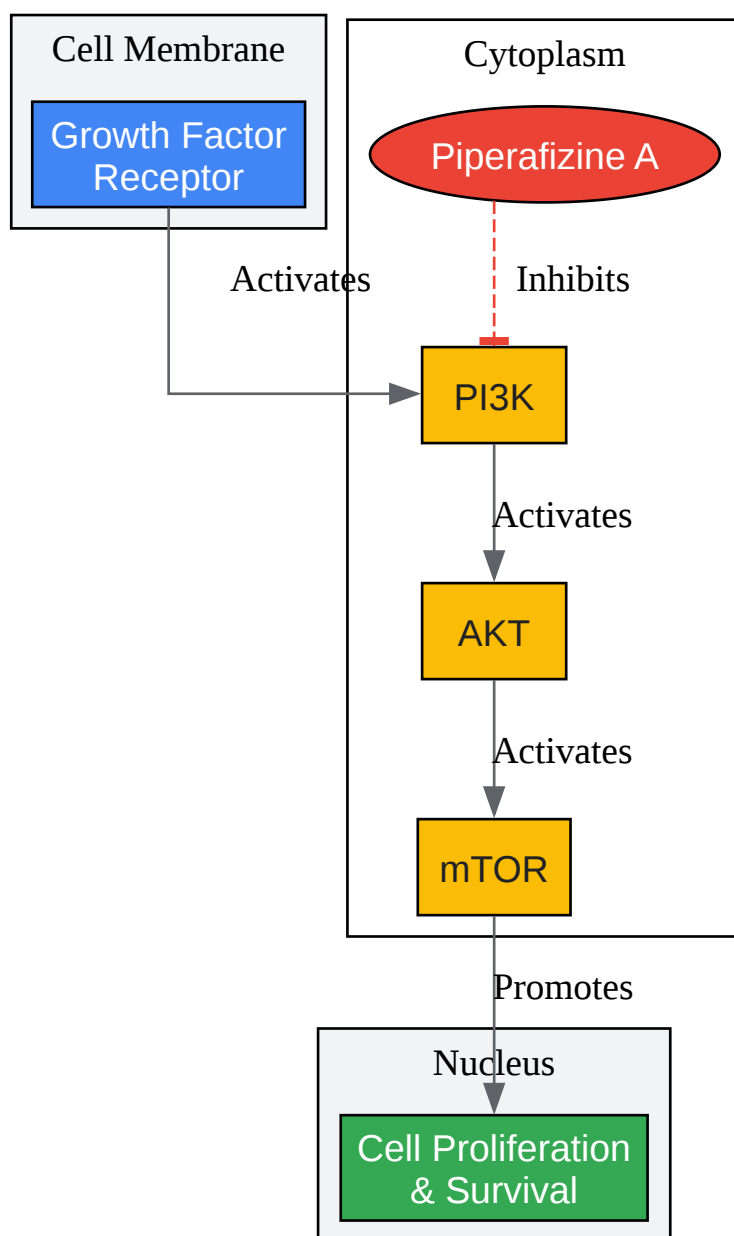 Cell Membrane
Growth Factor
Receptor
Cytoplasm
Piperafizine A
Activates
Inhibits
PI3K
Activates
AKT
Activates
mTOR
Promotes
Nucleus
Cell Proliferation
& Survival